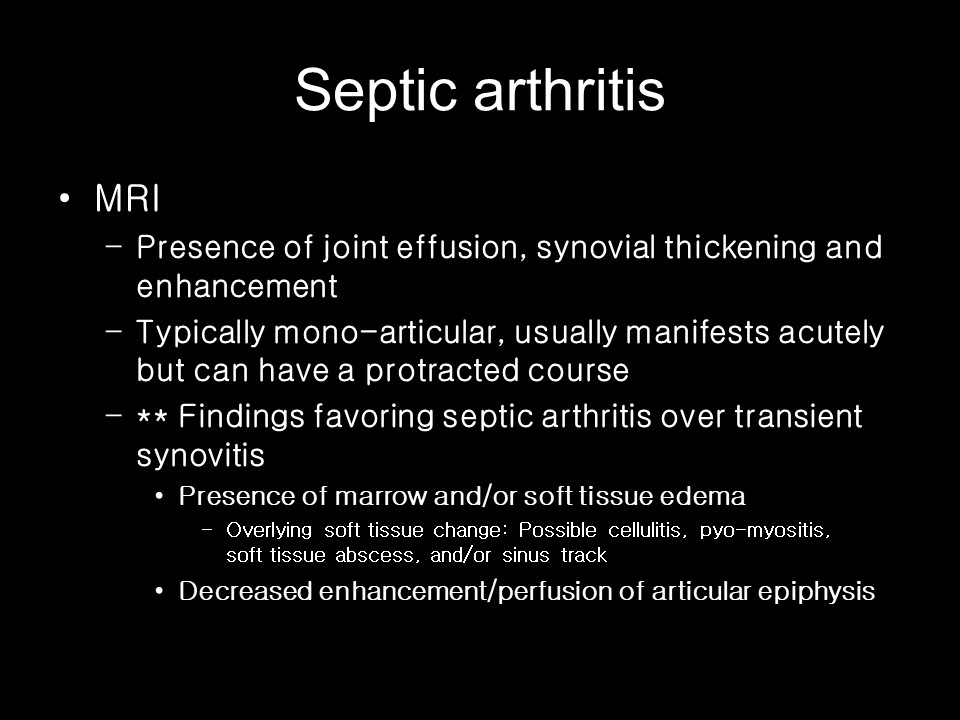 Septic arthritis
• MRI
– Presence of joint effusion, synovial thickening and
enhancement
– Typically mono-articular, usually manifests acutely
but can have a protracted course
– ** Findings favoring septic arthritis over transient
synovitis
• Presence of marrow and/or soft tissue edema
– Overlying soft tissue change: Possible cellulitis, pyo-myositis,
soft tissue abscess, and/or sinus track
• Decreased enhancement/perfusion of articular epiphysis